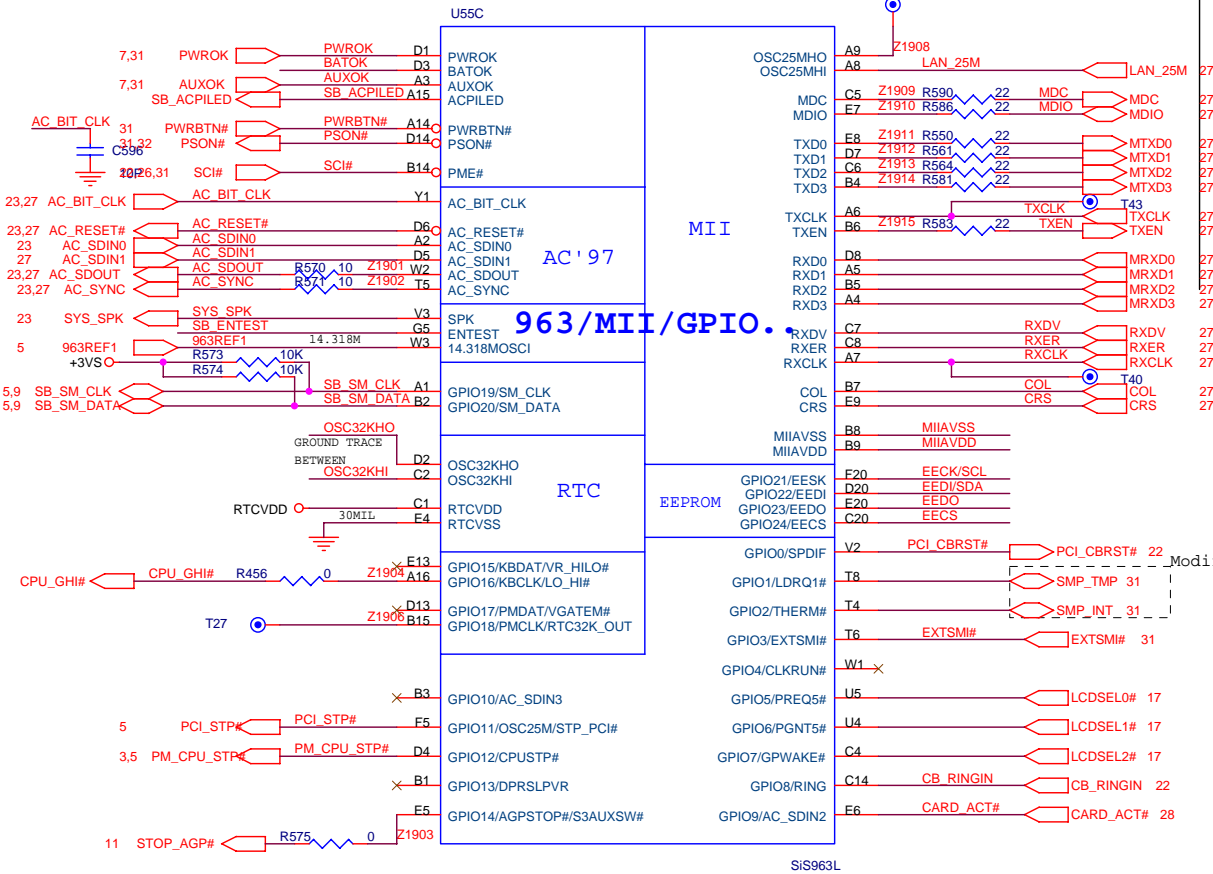 U55C
7,31 PWROK PWROK D1 PWROK
BATOK D3 BATOK
7,31 AUXOK AUXOK A3 AUXOK
SB_ACPILED SB_ACPILED A15 ACPILED
AC_BIT_CLK
C596
31 PWRBTN# PWRBTN# A14 PWRBTN#
31,32 PSON# PSON# D14 PSON#
SCI# SCI# B14 PME#
23,27 AC_BIT_CLK AC_BIT_CLK Y1 AC_BIT_CLK
23,27 AC_RESET# AC_RESET# D6 AC_RESET#
23 AC_SDIN0 AC_SDIN0 A2 AC_SDIN0
27 AC_SDIN1 AC_SDIN1 D5 AC_SDIN1
23,27 AC_SDOUT AC_SDOUT R570 10 Z1901 W2 AC_SDOUT
23,27 AC_SYNC AC_SYNC R571 10 Z1902 T5 AC_SYNC
AC'97
23 SYS_SPK SYS_SPK V3 SPK
SB_ENTEST G5 ENTEST
5 963REF1 963REF1 14.318M W3 14.318MOSCI
963/MII/GPIO..
+3VS R573 10K
R574 10K
5,9 SB_SM_CLK SB_SM_CLK A1 GPIO19/SM_CLK
5,9 SB_SM_DATA SB_SM_DATA B2 GPIO20/SM_DATA
OSC32KHO
GROUND TRACE
BETWEEN
D2 OSC32KHO
OSC32KHI C2 OSC32KHI
RTC
RTCVDD C1 RTCVDD
30MIL E4 RTCVSS
E13 GPIO15/KBDAT/VR_HILO#
CPU_GHI# CPU_GHI# R456 0 Z1904 A16 GPIO16/KBCLK/LO_HI#
D13 GPIO17/PMDAT/VGATEM#
T27 Z1906 B15 GPIO18/PMCLK/RTC32K_OUT
B3 GPIO10/AC_SDIN3
5 PCI_STP# PCI_STP# F5 GPIO11/OSC25M/STP_PCI#
3,5 PM_CPU_STP# PM_CPU_STP# D4 GPIO12/CPUSTP#
B1 GPIO13/DPRSLPVR
E5 GPIO14/AGPSTOP#/S3AUXSW#
11 STOP_AGP# R575 0 Z1903
MII
OSC25MHO A9 Z1908
OSC25MHI A8 LAN_25M LAN_25M 27
MDC C5 Z1909 R590 22 MDC MDC 27
MDIO E7 Z1910 R586 22 MDIO MDIO 27
TXD0 E8 Z1911 R550 22 MTXD0 27
TXD1 D7 Z1912 R561 22 MTXD1 27
TXD2 C6 Z1913 R564 22 MTXD2 27
TXD3 B4 Z1914 R581 22 MTXD3 27
T43
TXCLK A6 TXCLK TXCLK 27
TXEN B6 Z1915 R583 22 TXEN TXEN 27
RXD0 D8 MRXD0 27
RXD1 A5 MRXD1 27
RXD2 B5 MRXD2 27
RXD3 A4 MRXD3 27
RXDV C7 RXDV RXDV 27
RXER C8 RXER RXER 27
RXCLK A7 RXCLK RXCLK 27
T40
COL B7 COL COL 27
CRS E9 CRS CRS 27
MIIAVSS B8 MIIAVSS
MIIAVDD B9 MIIAVDD
EEPROM
GPIO21/EESK F20 EECK/SCL
GPIO22/EEDI D20 EEDI/SDA
GPIO23/EEDO E20 EEDO
GPIO24/EECS C20 EECS
GPIO0/SPDIF V2 PCI_CBRST# PCI_CBRST# 22
Modi
GPIO1/LDRQ1# T8 SMP_TMP 31
GPIO2/THERM# T4 SMP_INT 31
GPIO3/EXTSMI# T6 EXTSMI# EXTSMI# 31
GPIO4/CLKRUN# W1
GPIO5/PREQ5# U5 LCDSEL0# 17
GPIO6/PGNT5# U4 LCDSEL1# 17
GPIO7/GPWAKE# C4 LCDSEL2# 17
GPIO8/RING C14 CB_RINGIN CB_RINGIN 22
GPIO9/AC_SDIN2 E6 CARD_ACT# CARD_ACT# 28
SiS963L